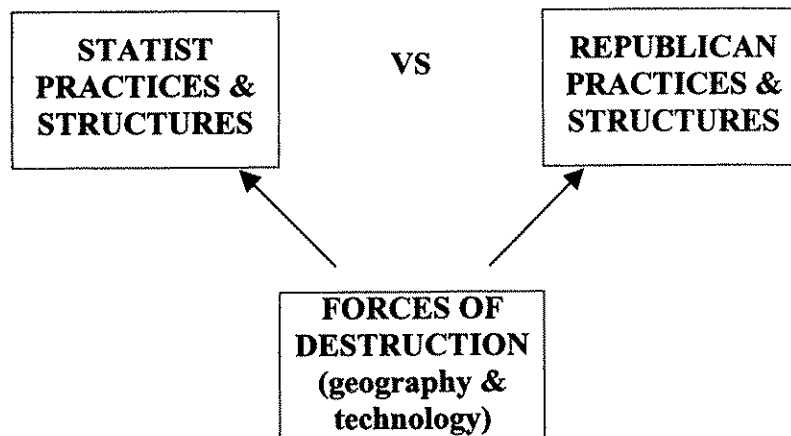 STATIST
PRACTICES &
STRUCTURES
VS
REPUBLICAN
PRACTICES &
STRUCTURES
FORCES OF
DESTRUCTION
(geography &
technology)